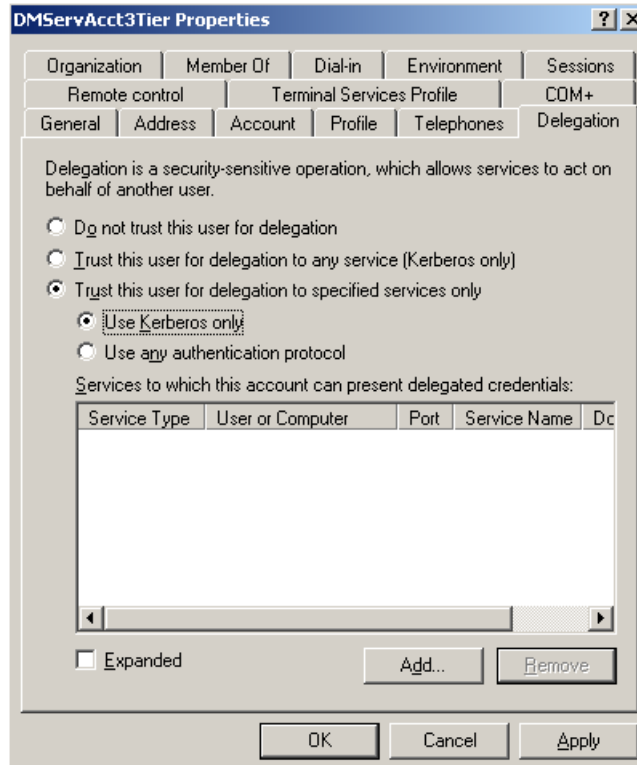 DMServAcct3Tier Properties
Organization Member Of Dial-in Environment Sessions
Remote control Terminal Services Profile COM+
General Address Account Profile Telephones Delegation
Delegation is a security-sensitive operation, which allows services to act on
behalf of another user.
Do not trust this user for delegation
Trust this user for delegation to any service (Kerberos only)
Trust this user for delegation to specified services only
Use Kerberos only
Use any authentication protocol
Services to which this account can present delegated credentials:
Service Type User or Computer Port Service Name Dc
Expanded Add... Remove
OK Cancel Apply